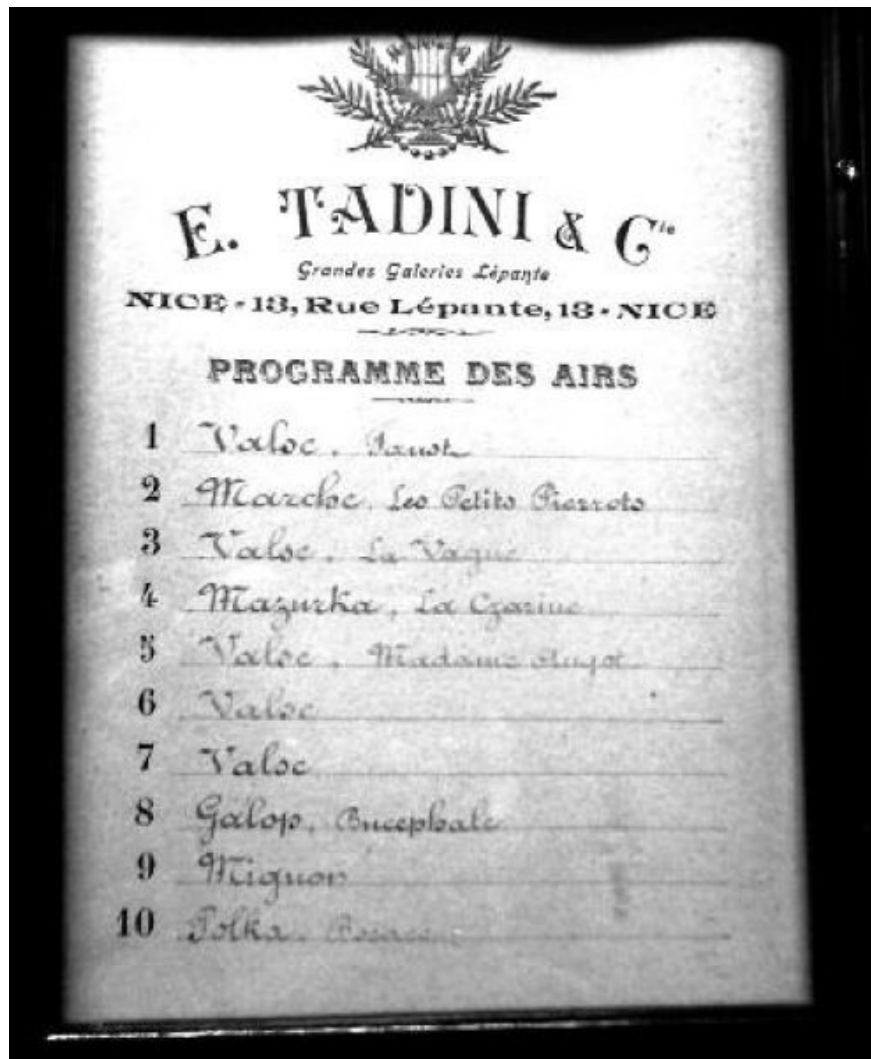 E. TADINI & Cie
Grandes Galeries Lépante
NICE - 13, Rue Lépante, 13 - NICE
PROGRAMME DES AIRS
1 Valse. Faust
2 Marche. Les Petits Pierrots
3 Valse. La Vague
4 Mazurka, La Czarine
5 Valse. Madame Angot
6 Valse
7 Valse
8 Galop, Bucephale
9 Mignon
10 Polka.